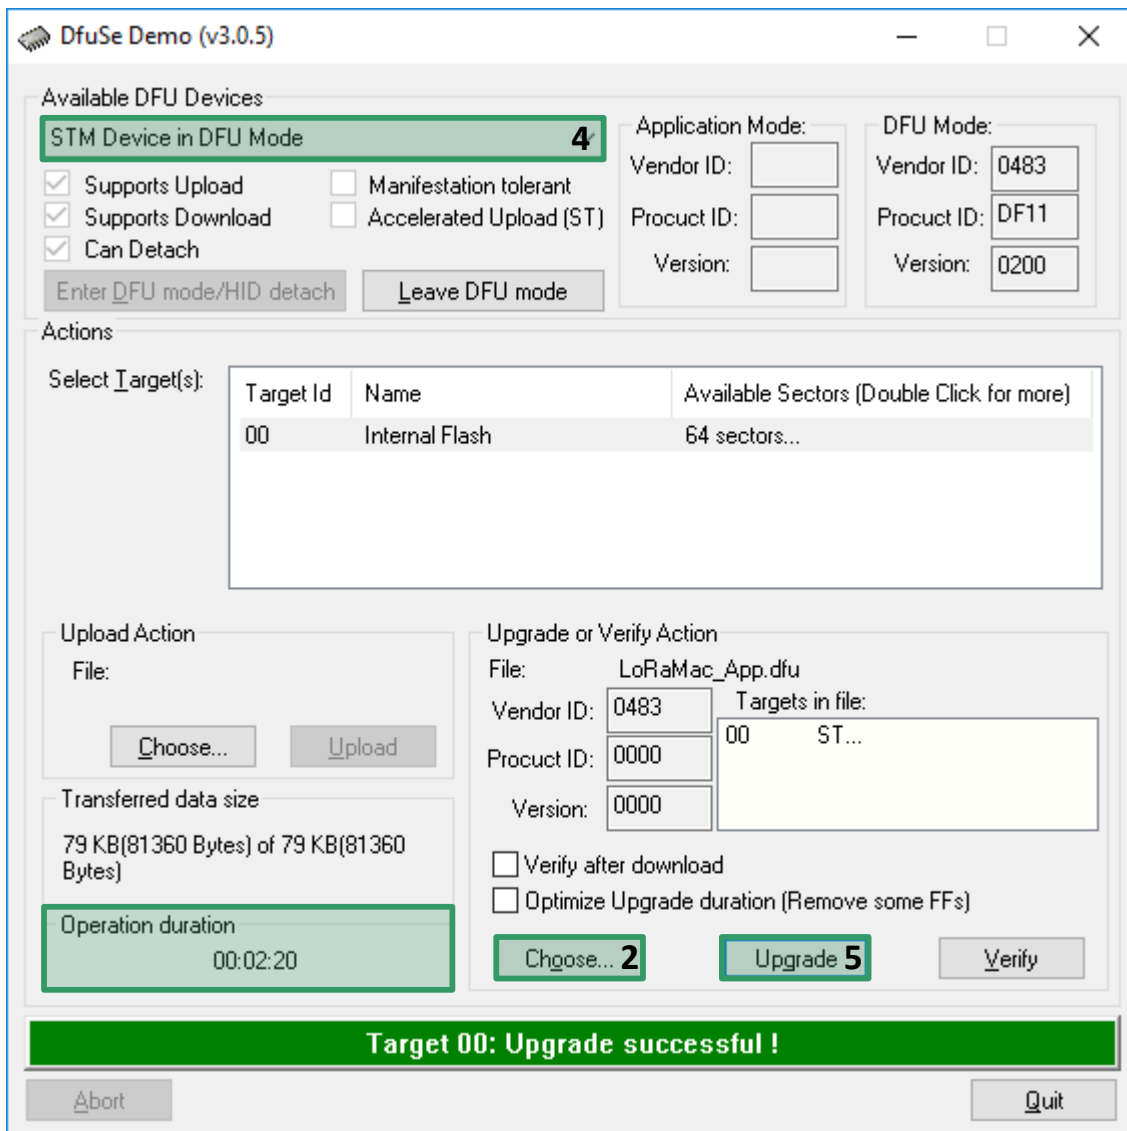 DfuSe Demo (v3.0.5)
Available DFU Devices
STM Device in DFU Mode 4
Supports Upload
Manifestation tolerant
Supports Download
Accelerated Upload (ST)
Can Detach
Enter DFU mode/HID detach
Leave DFU mode
Application Mode:
Vendor ID:
Procuct ID:
Version:
DFU Mode:
Vendor ID: 0483
Procuct ID: DF11
Version: 0200
Actions
Select Target(s):
Target Id Name Available Sectors (Double Click for more)
00 Internal Flash 64 sectors...
Upload Action
File:
Choose...
Upload
Transferred data size
79 KB(81360 Bytes) of 79 KB(81360
Bytes)
Operation duration
00:02:20
Upgrade or Verify Action
File: LoRaMac_App.dfu
Vendor ID: 0483
Procuct ID: 0000
Version: 0000
Targets in file:
00 ST...
Verify after download
Optimize Upgrade duration (Remove some FFs)
Choose... 2
Upgrade 5
Verify
Target 00: Upgrade successful !
Abort
Quit